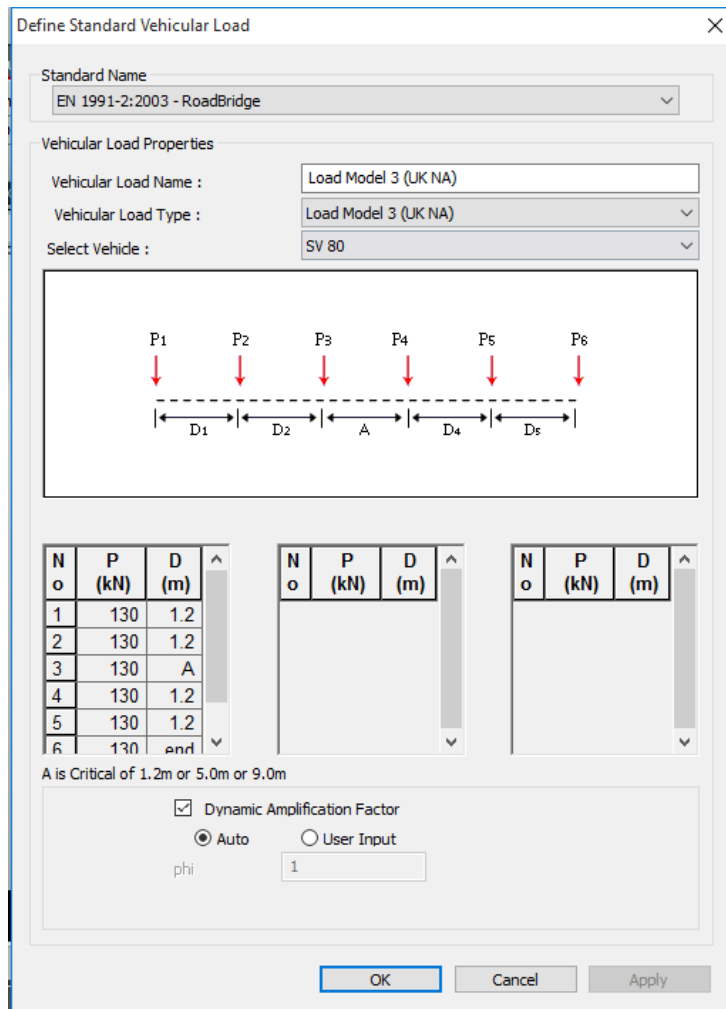 Define Standard Vehicular Load
Standard Name
EN 1991-2:2003 - RoadBridge
Vehicular Load Properties
Vehicular Load Name : Load Model 3 (UK NA)
Vehicular Load Type : Load Model 3 (UK NA)
Select Vehicle : SV 80
P1 P2 P3 P4 P5 P6
D1 D2 A D4 D5
No P (kN) D (m)
1 130 1.2
2 130 1.2
3 130 A
4 130 1.2
5 130 1.2
6 130 end
No P (kN) D (m)
No P (kN) D (m)
A is Critical of 1.2m or 5.0m or 9.0m
Dynamic Amplification Factor
Auto User Input
phi 1
OK Cancel Apply